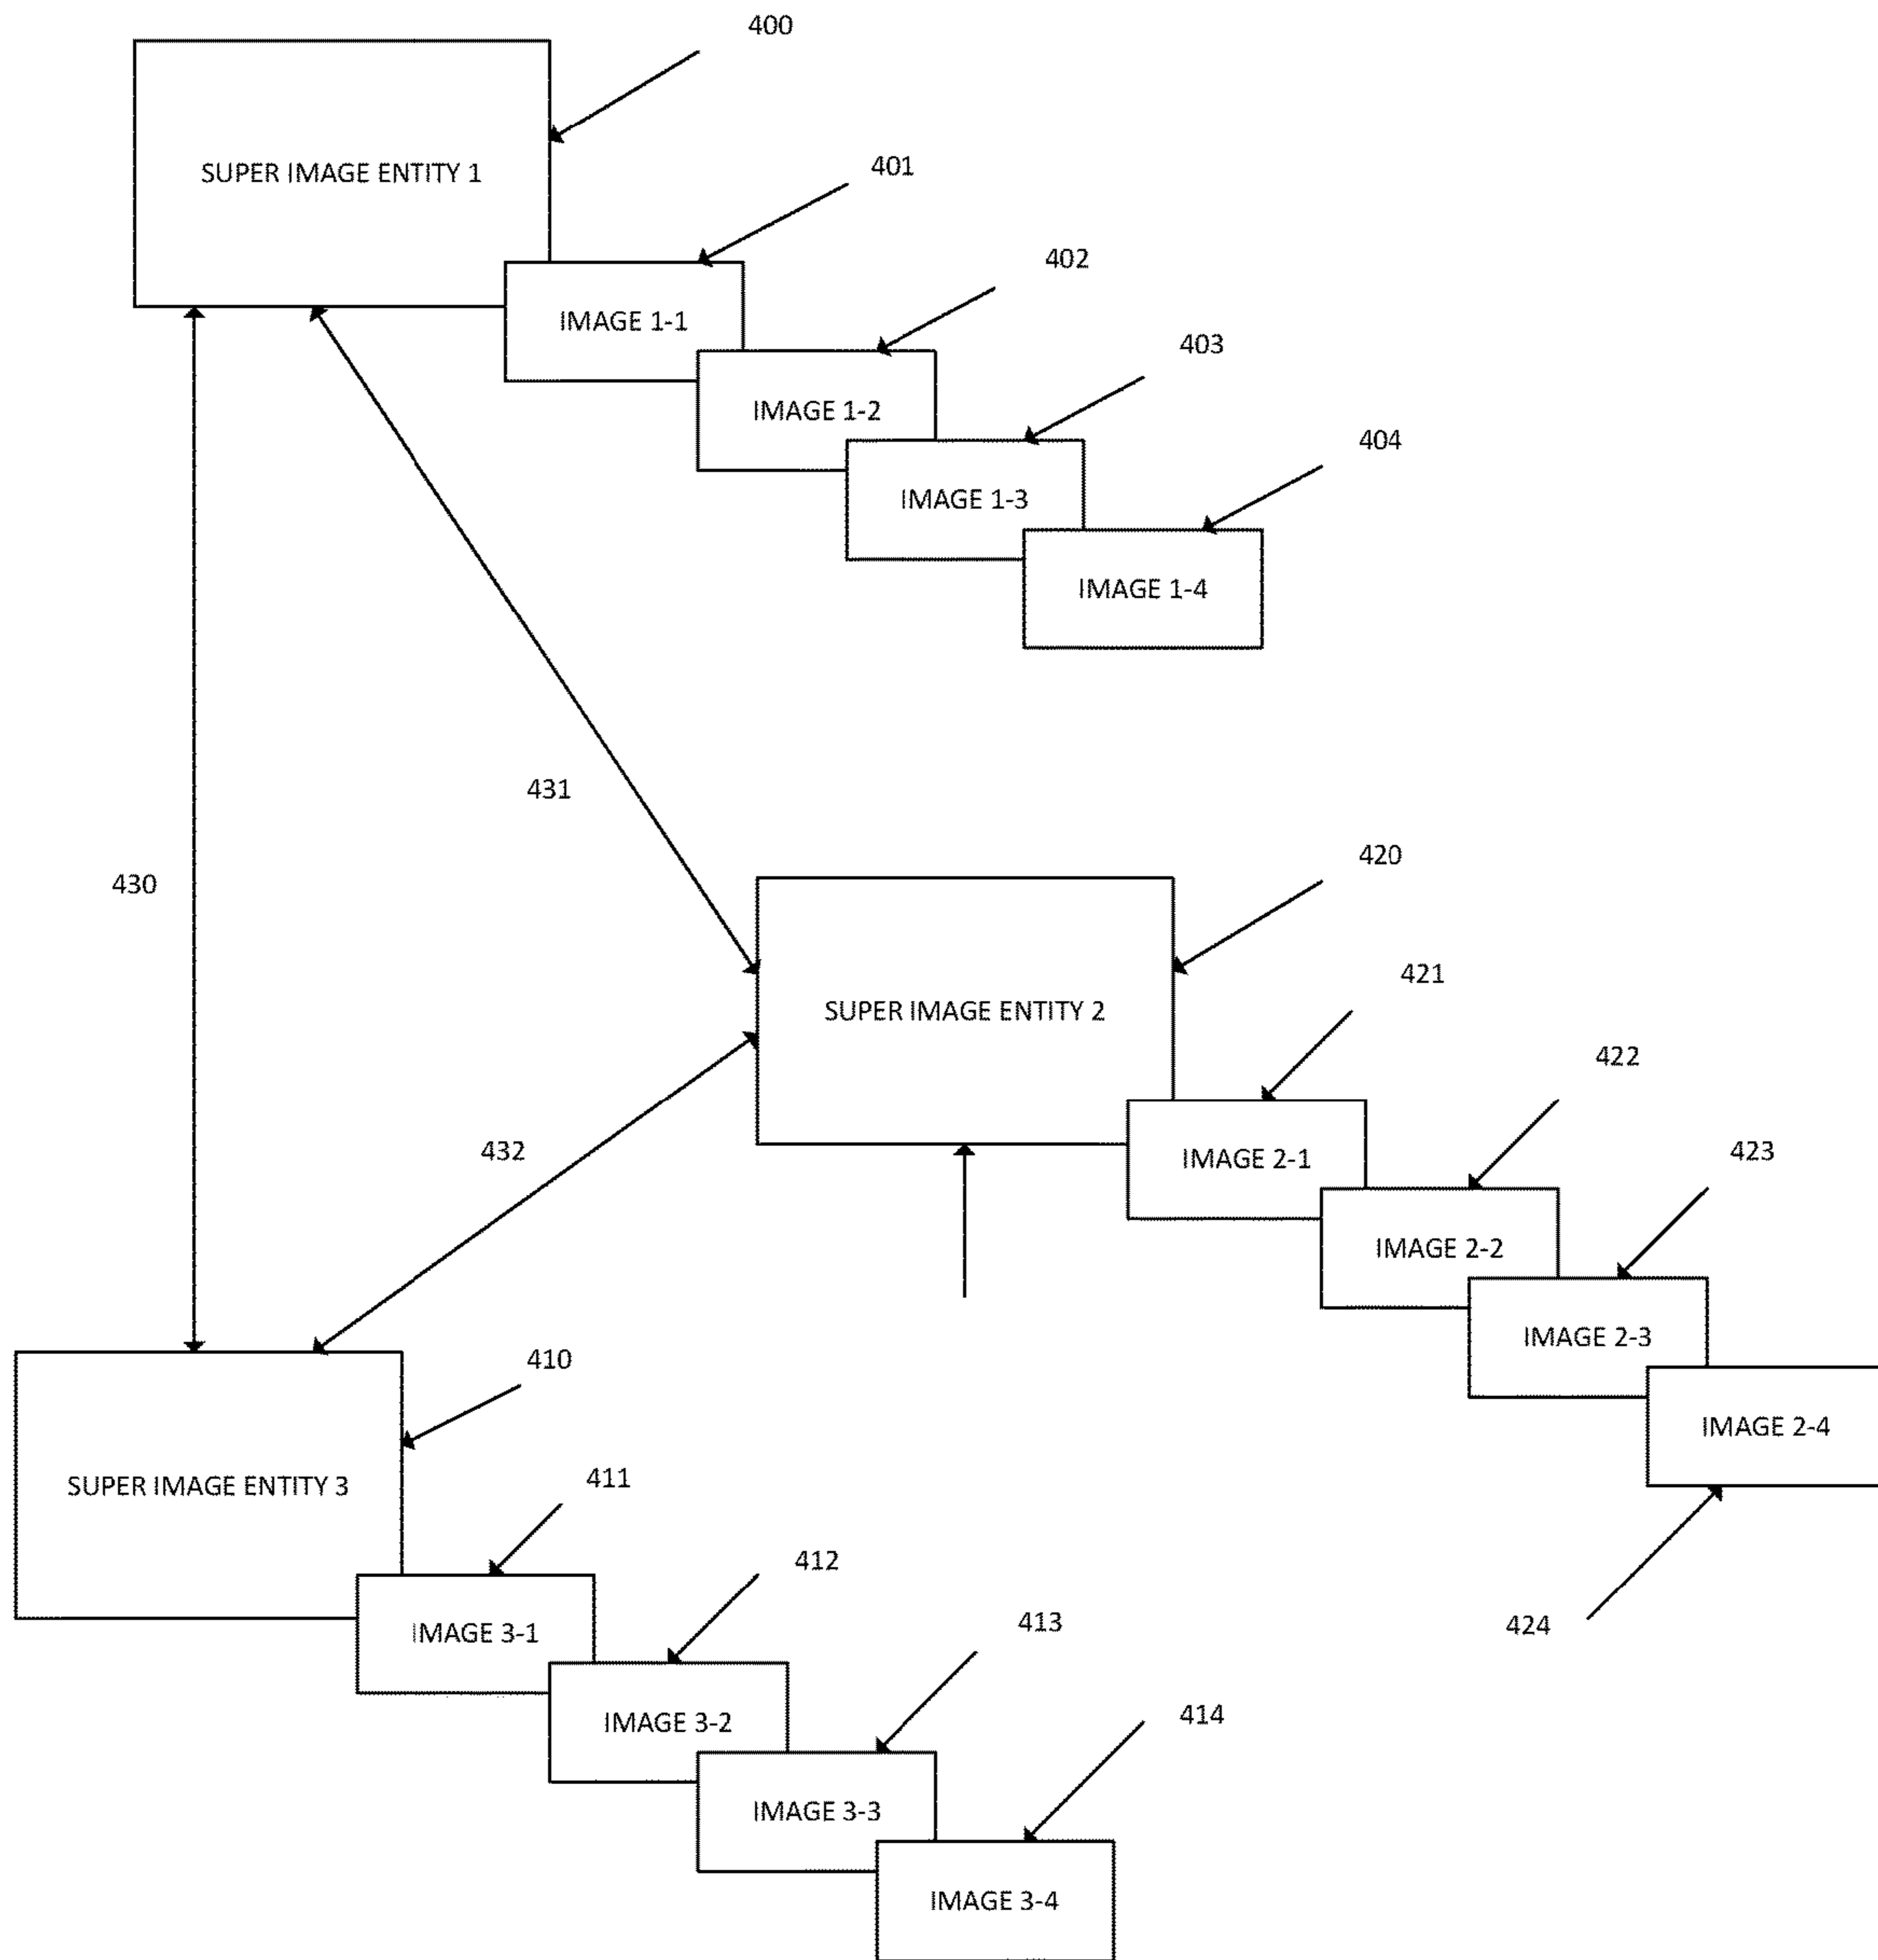 400
SUPER IMAGE ENTITY 1
401
IMAGE 1-1
402
IMAGE 1-2
403
IMAGE 1-3
404
IMAGE 1-4
431
430
420
SUPER IMAGE ENTITY 2
421
IMAGE 2-1
422
IMAGE 2-2
423
IMAGE 2-3
IMAGE 2-4
424
432
410
SUPER IMAGE ENTITY 3
411
IMAGE 3-1
412
IMAGE 3-2
413
IMAGE 3-3
414
IMAGE 3-4